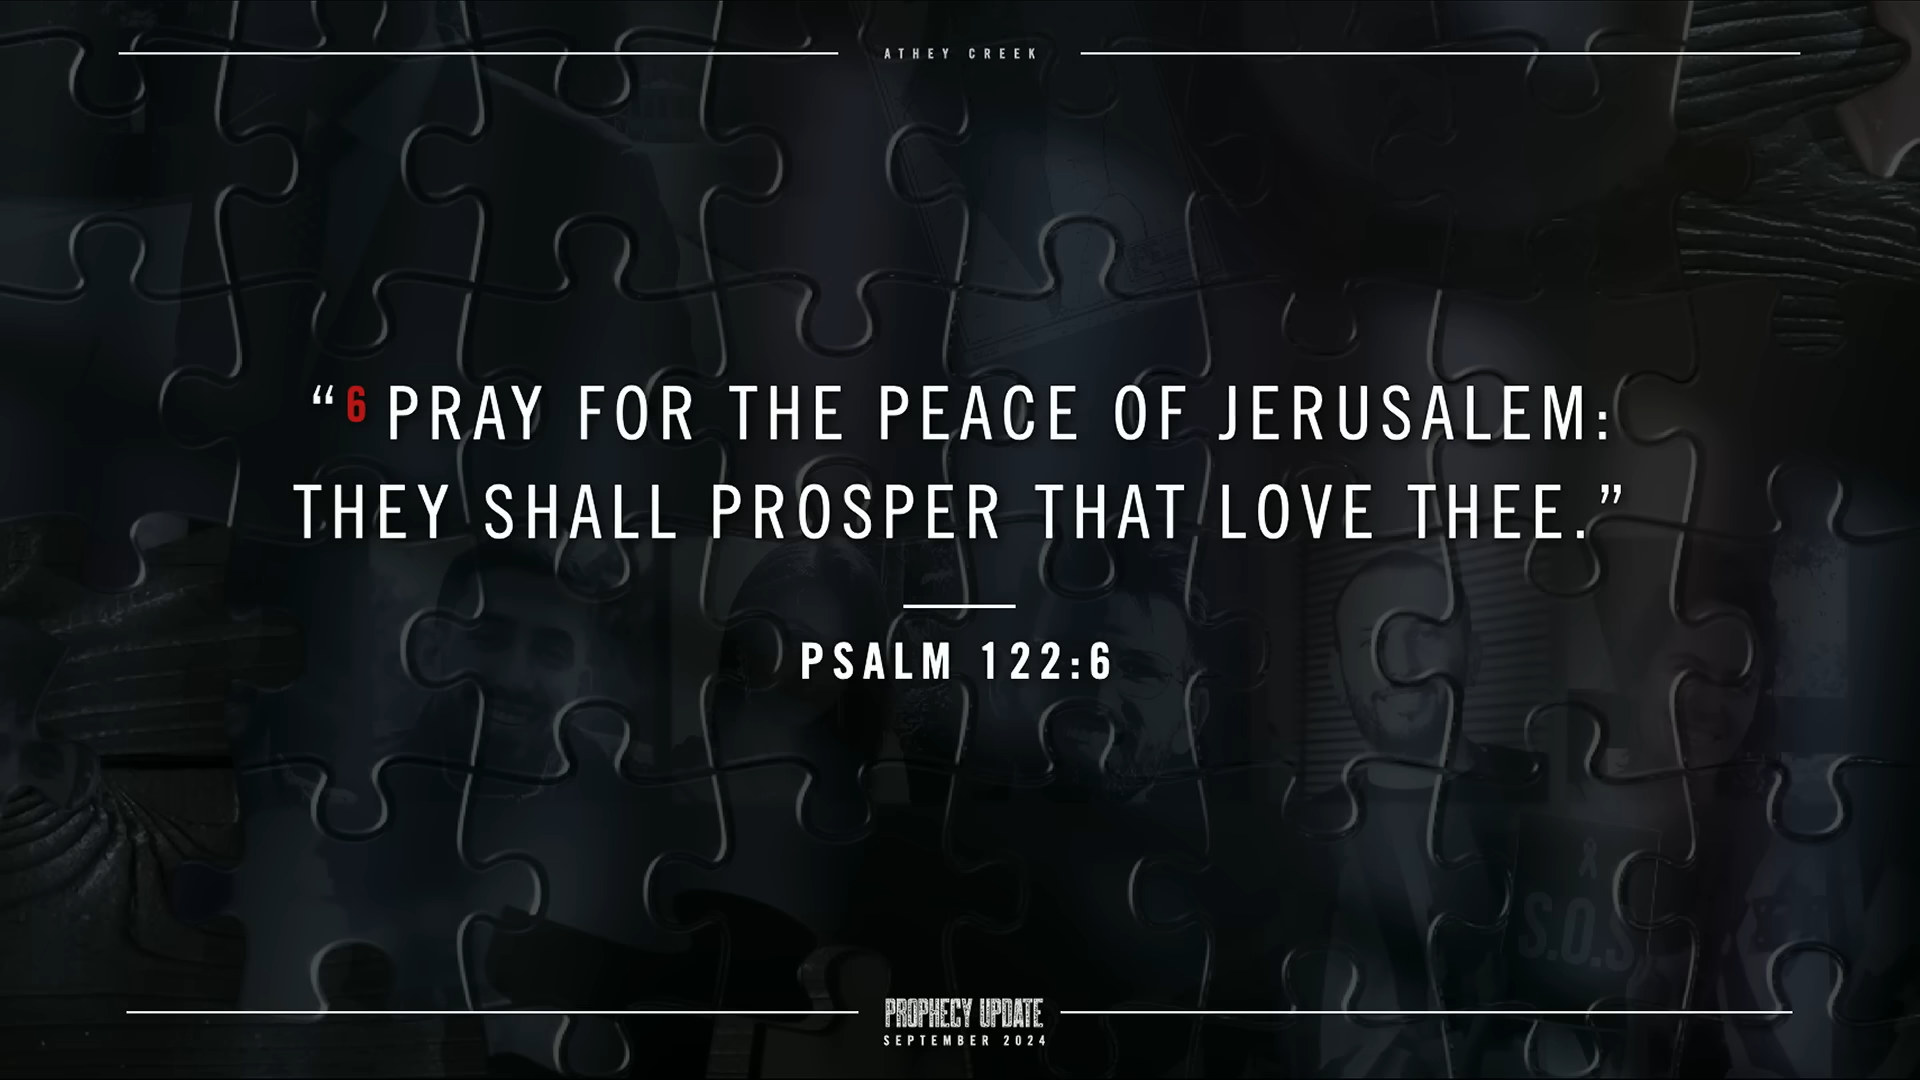 ATHEY CREEK
“6 PRAY FOR THE PEACE OF JERUSALEM:
THEY SHALL PROSPER THAT LOVE THEE.”
PSALM 122:6
S.O.S
PROPHECY UPDATE
SEPTEMBER 2024